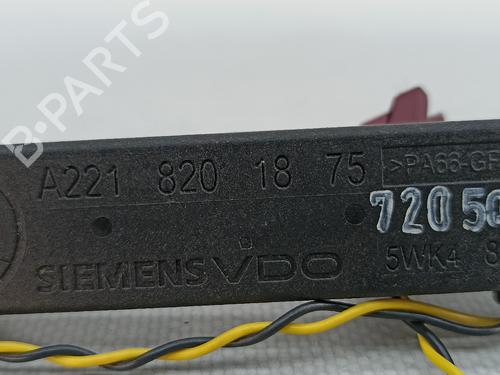 A221 820 18 75
>PA66-GF
7205
SIEMENS VDO
5WK4
B-PARTS